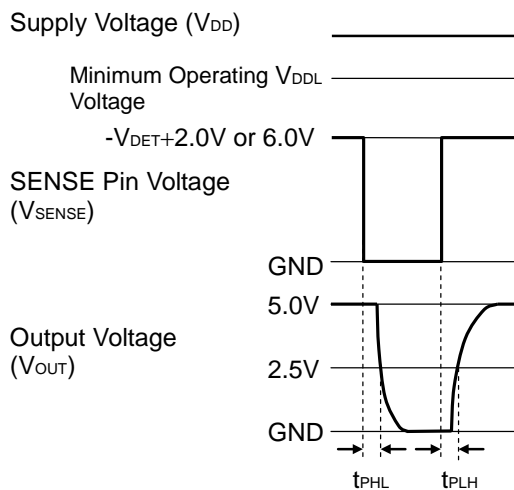 Supply Voltage (VDD)
Minimum Operating VDDL
Voltage
-VDET+2.0V or 6.0V
SENSE Pin Voltage
(VSENSE)
GND
5.0V
Output Voltage
(VOUT)
2.5V
GND
tPHL
tPLH